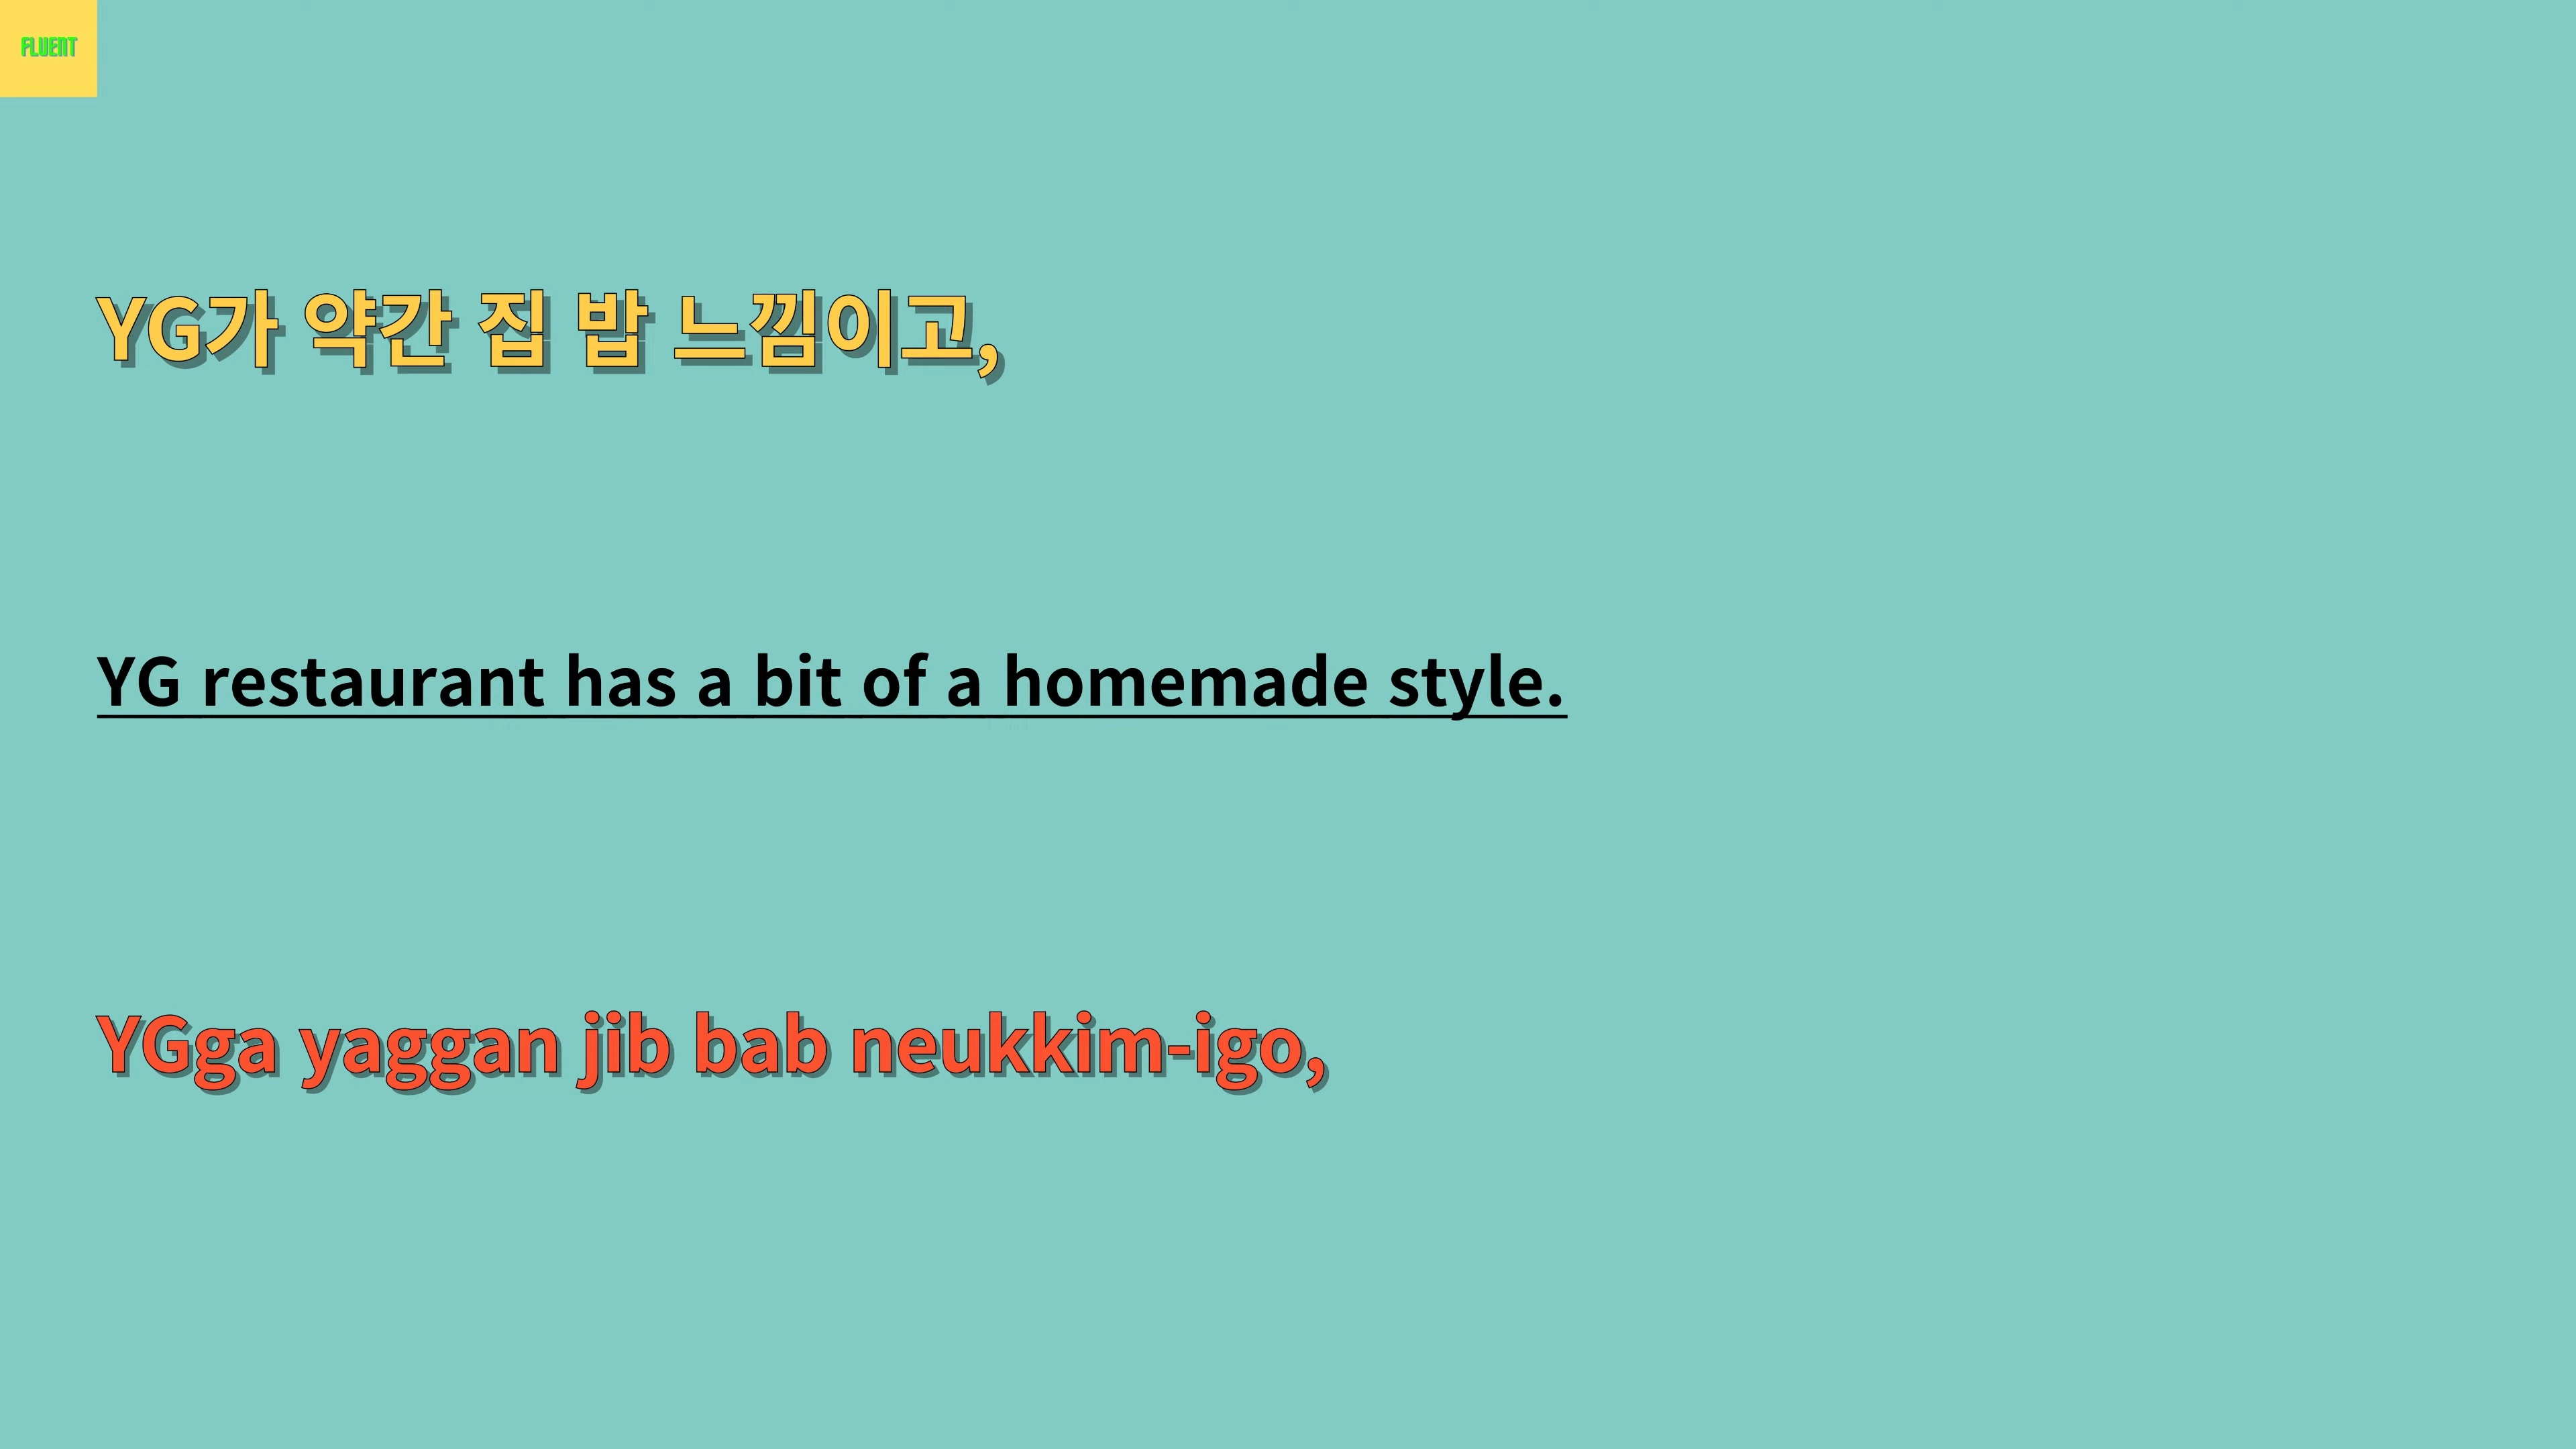 FLUENT
YG가 약간 집 밥 느낌이고,
YG restaurant has a bit of a homemade style.
YGga yaggan jib bab neukkim-igo,